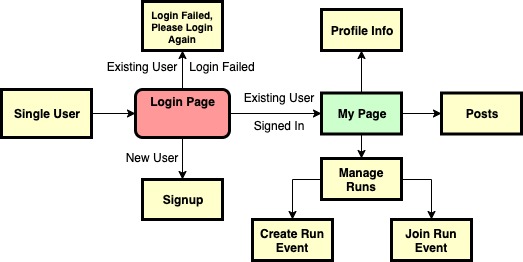 Login Failed,
Please Login
Again
Profile Info
Existing User
Login Failed
Single User
Login Page
Existing User
Signed In
My Page
Posts
New User
Signup
Manage
Runs
Create Run
Event
Join Run
Event